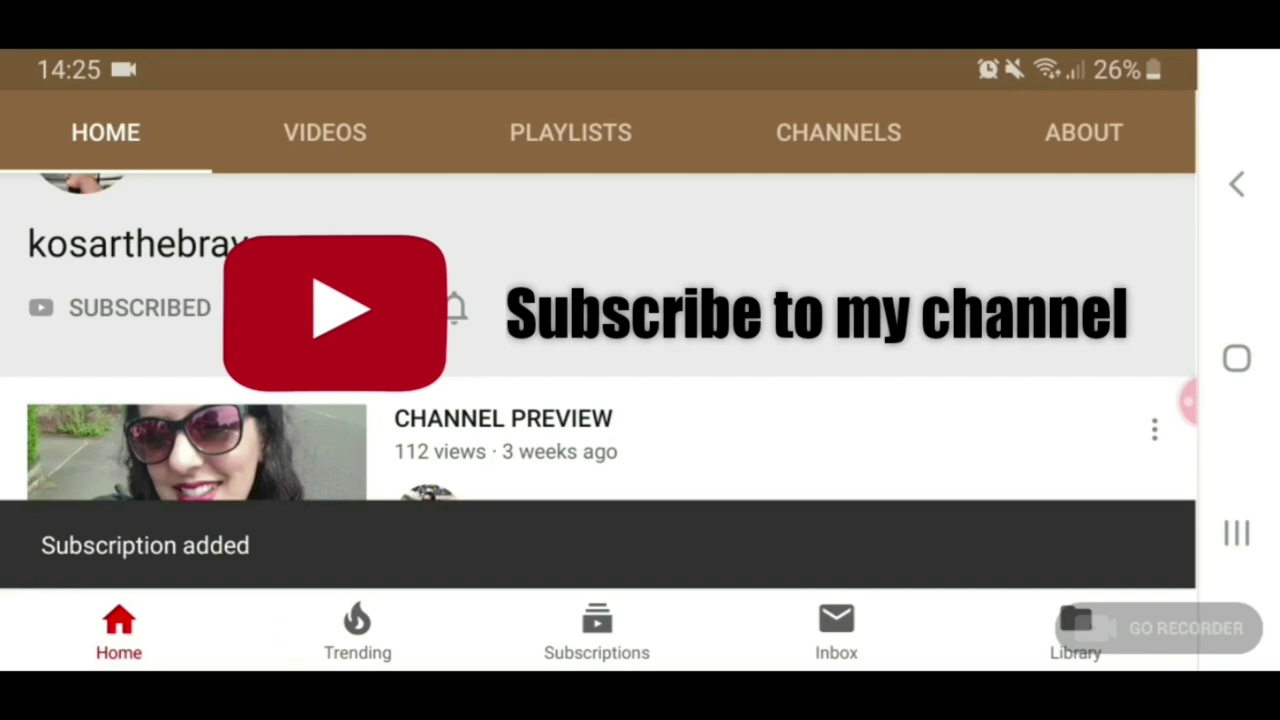 14:25 26%
HOME VIDEOS PLAYLISTS CHANNELS ABOUT
kosarthebrav
SUBSCRIBED
Subscribe to my channel
CHANNEL PREVIEW
112 views · 3 weeks ago
Subscription added
GO RECORDER
Home Trending Subscriptions Inbox Library